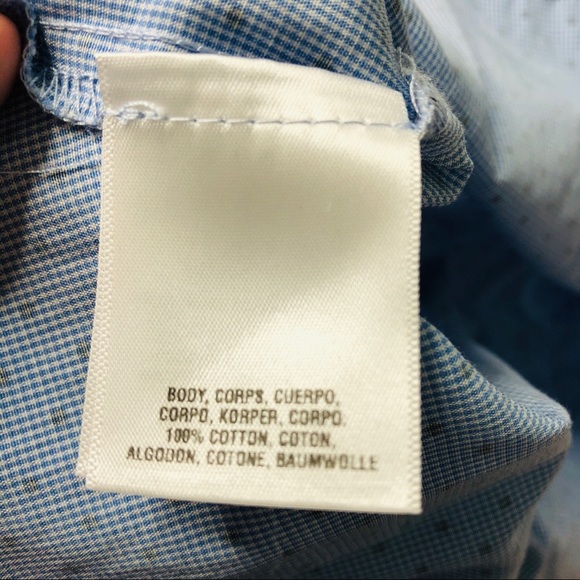 BODY, CORPS, CUERPO,
CORPO, KORPER, CORPO.
100% COTTON, COTON,
ALGODON, COTONE, BAUMWOLLE